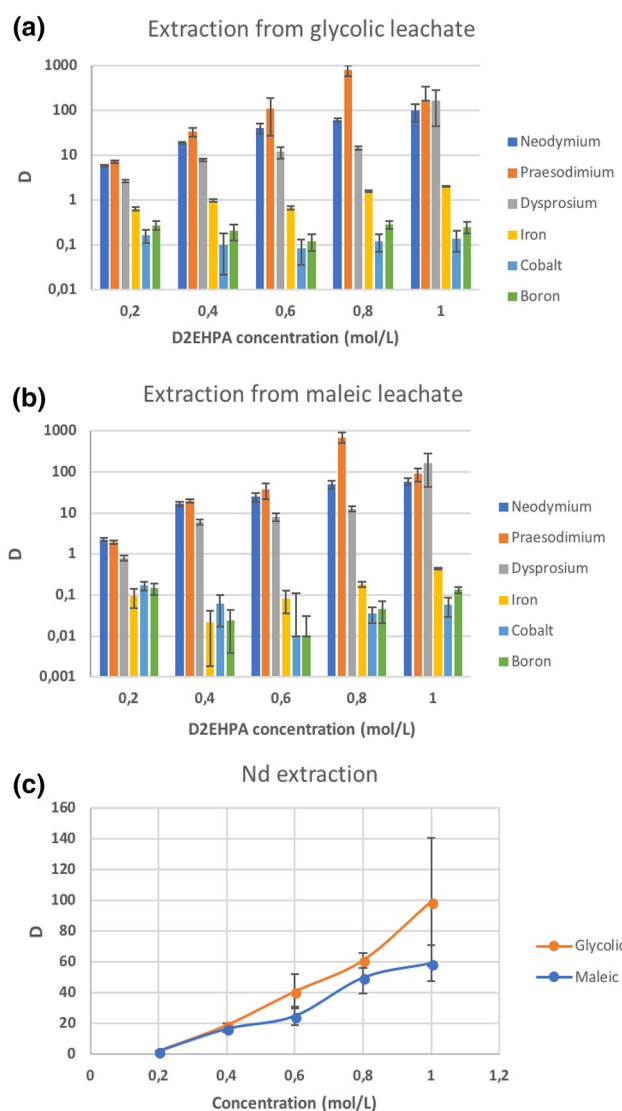 (a)
Extraction from glycolic leachate
1000
100
10
1
0,1
0,01
D
0,2 0,4 0,6 0,8 1
D2EHPA concentration (mol/L)
Neodymium
Praesodimium
Dysprosium
Iron
Cobalt
Boron
(b)
Extraction from maleic leachate
1000
100
10
1
0,1
0,01
0,001
D
0,2 0,4 0,6 0,8 1
D2EHPA concentration (mol/L)
Neodymium
Praesodimium
Dysprosium
Iron
Cobalt
Boron
(c)
Nd extraction
160
140
120
100
80
60
40
20
0
D
0 0,2 0,4 0,6 0,8 1 1,2
Concentration (mol/L)
Glycolic
Maleic